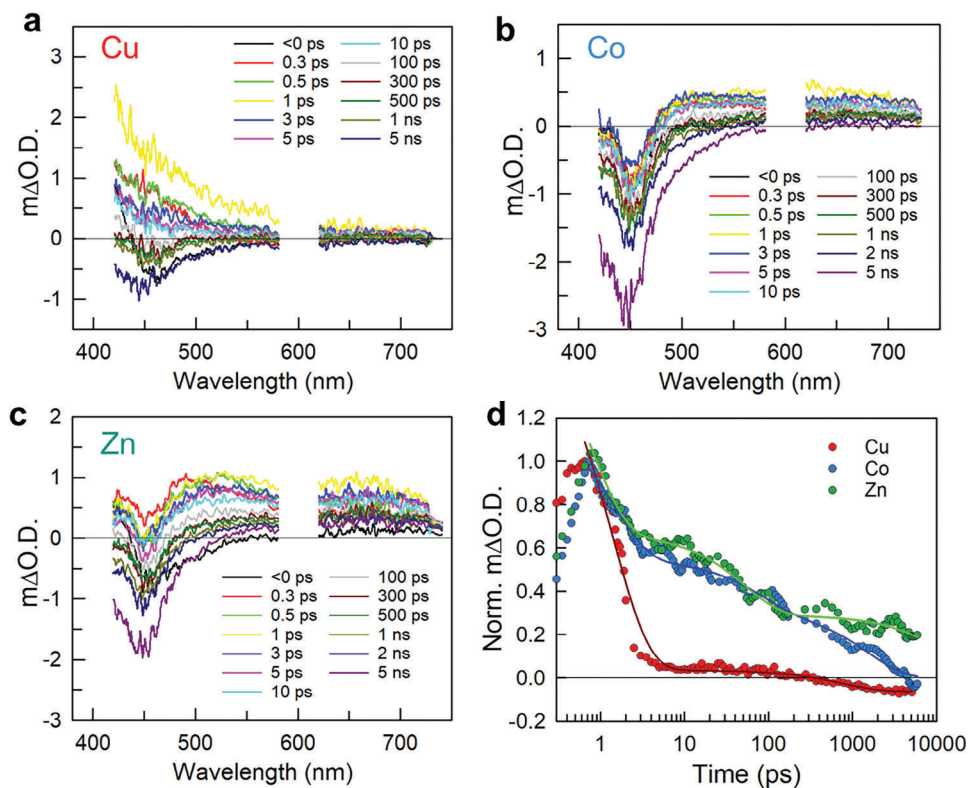 a
Cu
<0 ps
0.3 ps
0.5 ps
1 ps
3 ps
5 ps
10 ps
100 ps
300 ps
500 ps
1 ns
5 ns
3
2
1
0
-1
mΔO.D.
400 500 600 700
Wavelength (nm)
b
Co
<0 ps
0.3 ps
0.5 ps
1 ps
3 ps
5 ps
10 ps
100 ps
300 ps
500 ps
1 ns
2 ns
5 ns
1
0
-1
-2
-3
mΔO.D.
400 500 600 700
Wavelength (nm)
c
Zn
<0 ps
0.3 ps
0.5 ps
1 ps
3 ps
5 ps
10 ps
100 ps
300 ps
500 ps
1 ns
2 ns
5 ns
2
1
0
-1
-2
-3
mΔO.D.
400 500 600 700
Wavelength (nm)
d
Cu
Co
Zn
1.2
1.0
0.8
0.6
0.4
0.2
0.0
-0.2
Norm. mΔO.D.
1 10 100 1000 10000
Time (ps)